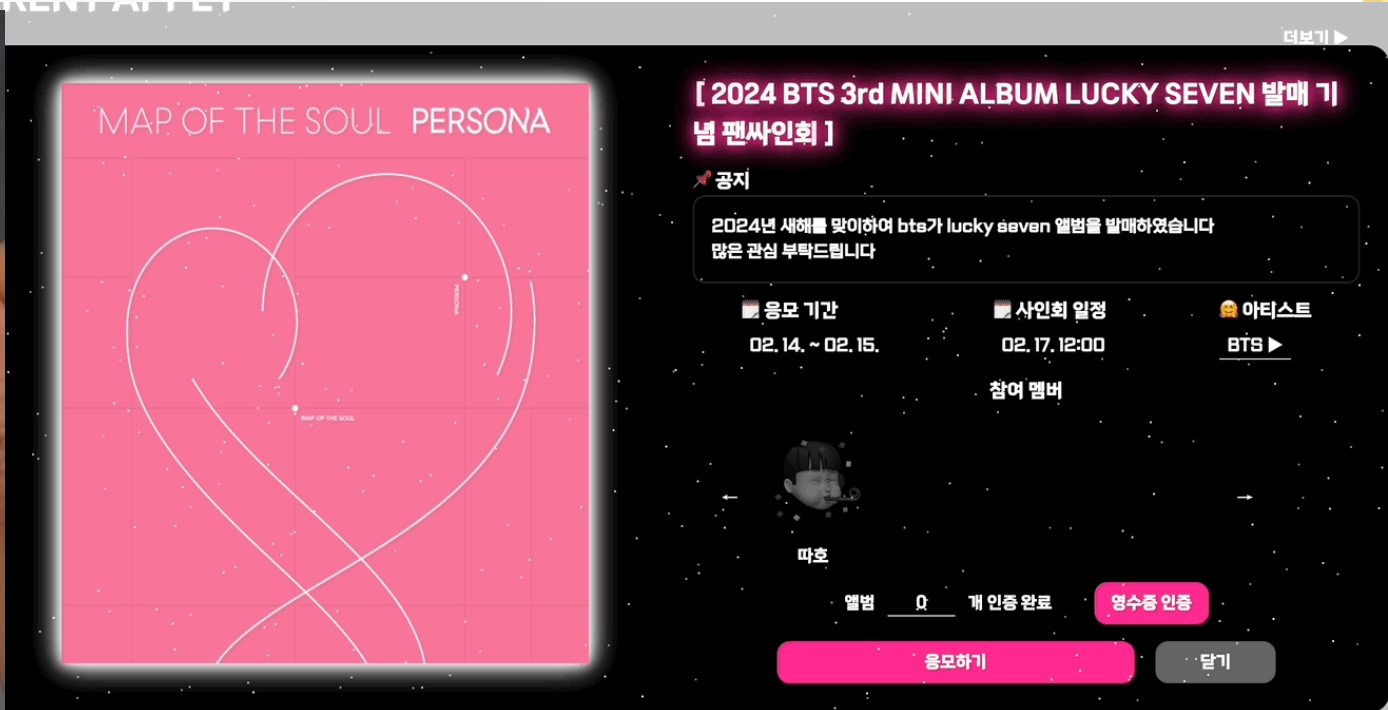 더보기 ▶
MAP OF THE SOUL PERSONA
PERSONA
MAP OF THE SOUL
[ 2024 BTS 3rd MINI ALBUM LUCKY SEVEN 발매 기
념 팬싸인회 ]
📌 공지
2024년 새해를 맞이하여 bts가 lucky seven 앨범을 발매하였습니다
많은 관심 부탁드립니다
🗓️ 응모 기간 🗓️ 사인회 일정 🤗 아티스트
02. 14. ~ 02. 15. 02. 17. 12:00 BTS ▶
참여 멤버
← →
따호
앨범 0 개 인증 완료 영수증 인증
응모하기 닫기